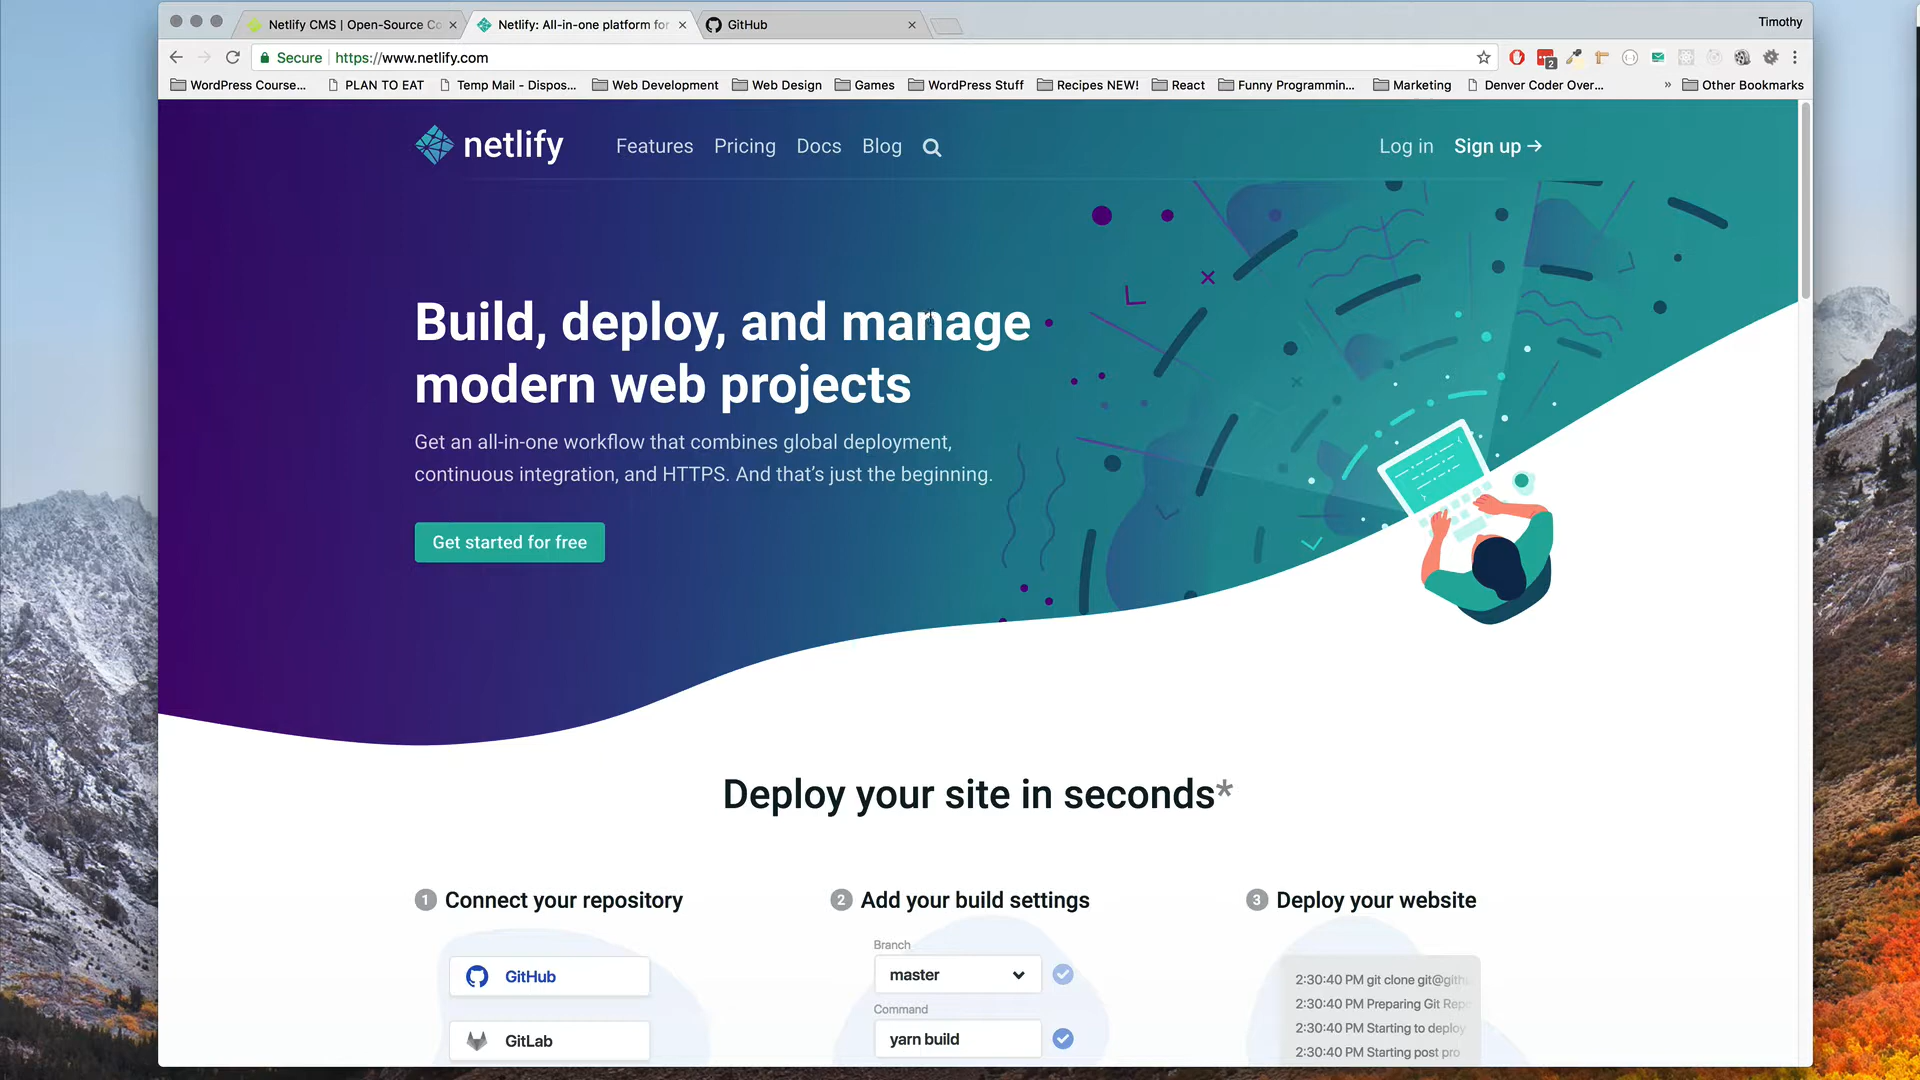 Netlify CMS | Open-Source Co
Netlify: All-in-one platform for
GitHub
Timothy
Secure
https://www.netlify.com
2
WordPress Course...
PLAN TO EAT
Temp Mail - Dispos...
Web Development
Web Design
Games
WordPress Stuff
Recipes NEW!
React
Funny Programmin...
Marketing
Denver Coder Over...
»
Other Bookmarks
netlify
Features
Pricing
Docs
Blog
Log in
Sign up →
Build, deploy, and manage
modern web projects
Get an all-in-one workflow that combines global deployment,
continuous integration, and HTTPS. And that's just the beginning.
Get started for free
Deploy your site in seconds*
1 Connect your repository
GitHub
GitLab
2 Add your build settings
Branch
master
Command
yarn build
3 Deploy your website
2:30:40 PM git clone git@gith
2:30:40 PM Preparing Git Repo
2:30:40 PM Starting to deploy
2:30:40 PM Starting post pro